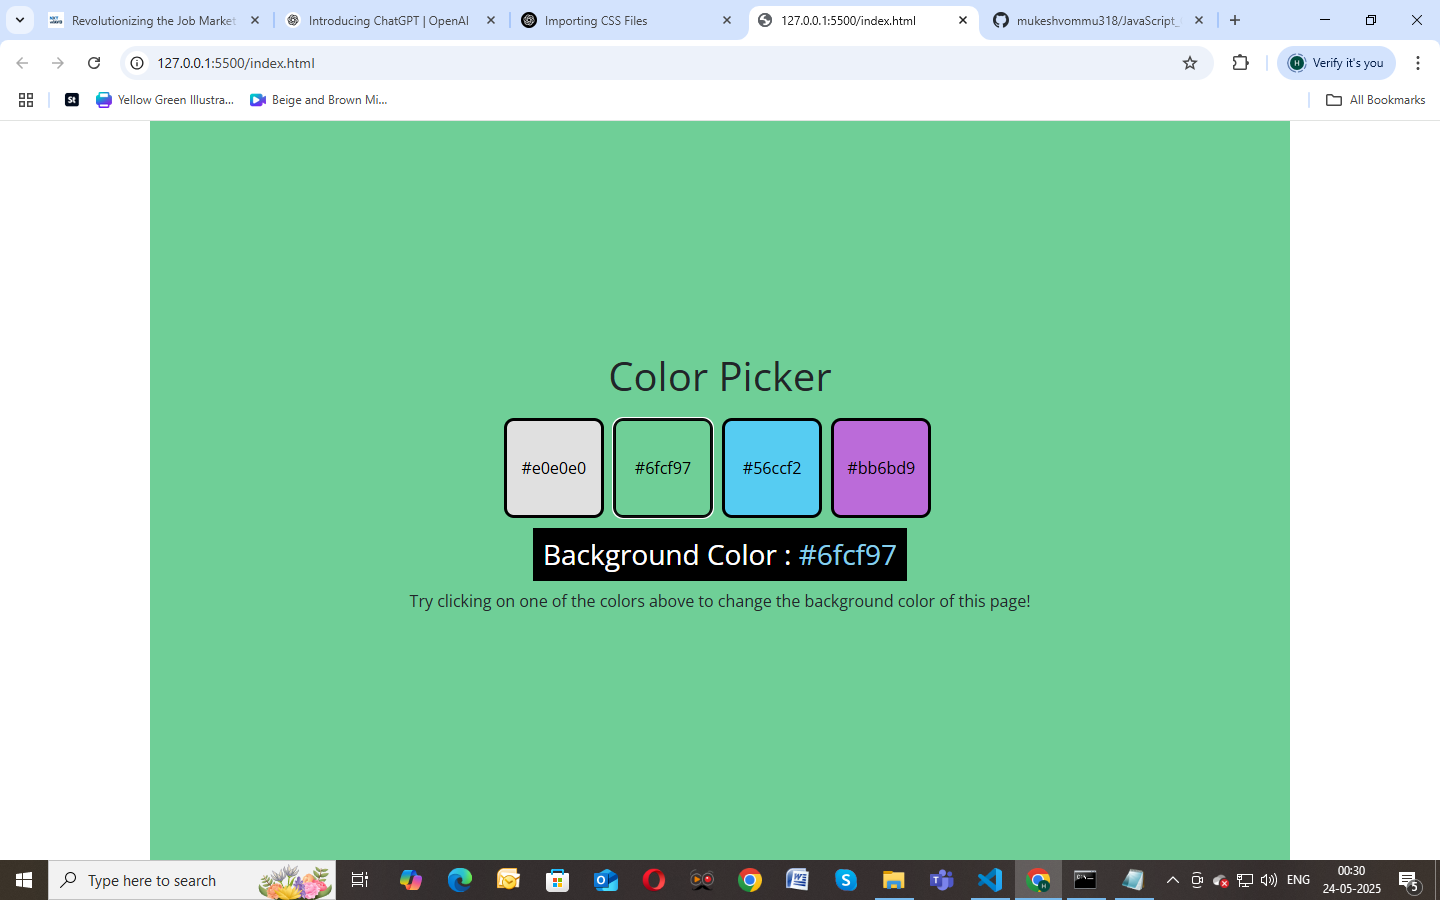 Revolutionizing the Job Market
Introducing ChatGPT | OpenAI
Importing CSS Files
127.0.0.1:5500/index.html
mukeshvommu318/JavaScript_
127.0.0.1:5500/index.html
Verify it's you
St
Yellow Green Illustra...
Beige and Brown Mi...
All Bookmarks
Color Picker
#e0e0e0
#6fcf97
#56ccf2
#bb6bd9
Background Color : #6fcf97
Try clicking on one of the colors above to change the background color of this page!
Type here to search
ENG
00:30
24-05-2025
5